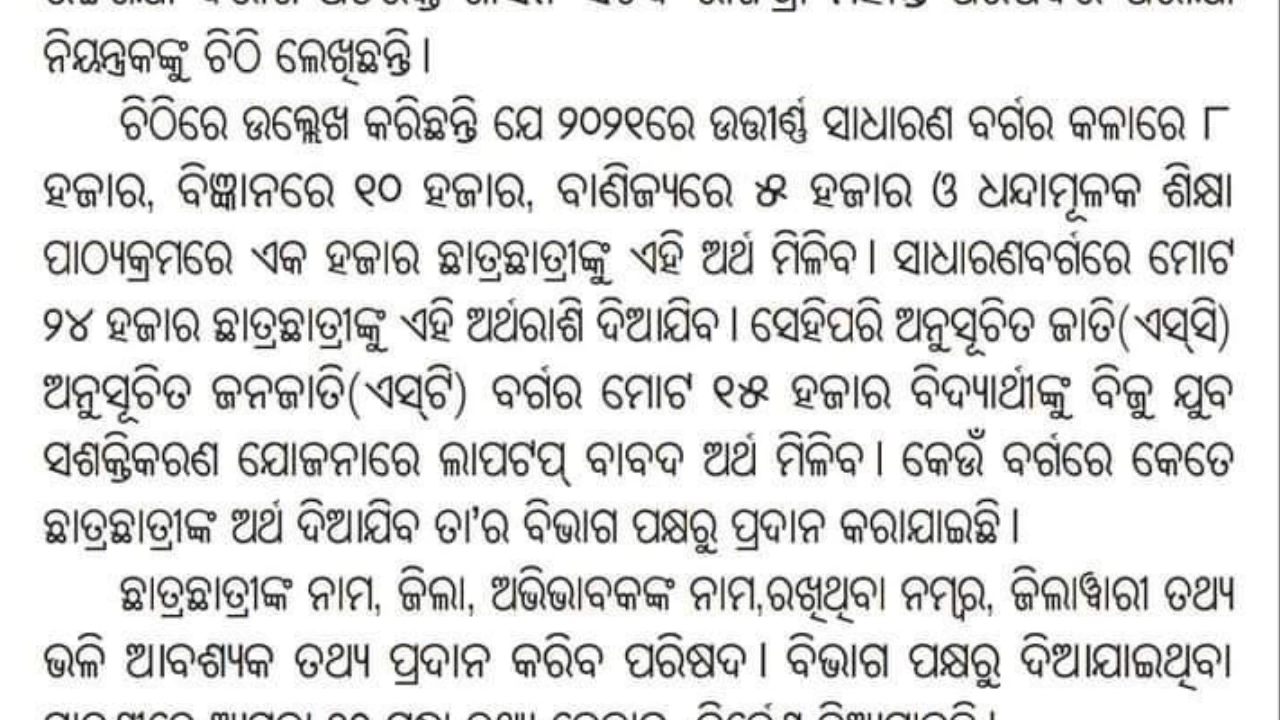 ନିୟନ୍ତ୍ରକଙ୍କୁ ଚିଠି ଲେଖିଛନ୍ତି।
ଚିଠିରେ ଉଲ୍ଲେଖ କରିଛନ୍ତି ଯେ ୨୦୨୧ରେ ଉତ୍ତୀର୍ଣ୍ଣ ସାଧାରଣ ବର୍ଗର କଳାରେ ୮
ହଜାର, ବିଜ୍ଞାନରେ ୧୦ ହଜାର, ବାଣିଜ୍ୟରେ ୫ ହଜାର ଓ ଧନ୍ଦାମୂଳକ ଶିକ୍ଷା
ପାଠ୍ୟକ୍ରମରେ ଏକ ହଜାର ଛାତ୍ରଛାତ୍ରୀଙ୍କୁ ଏହି ଅର୍ଥ ମିଳିବ। ସାଧାରଣବର୍ଗରେ ମୋଟ
୨୪ ହଜାର ଛାତ୍ରଛାତ୍ରୀଙ୍କୁ ଏହି ଅର୍ଥରାଶି ଦିଆଯିବ। ସେହିପରି ଅନୁସୂଚିତ ଜାତି(ଏସ୍‌ସି)
ଅନୁସୂଚିତ ଜନଜାତି(ଏସ୍‌ଟି) ବର୍ଗର ମୋଟ ୧୫ ହଜାର ବିଦ୍ୟାର୍ଥୀଙ୍କୁ ବିଜୁ ଯୁବ
ସଶକ୍ତିକରଣ ଯୋଜନାରେ ଲାପଟପ୍ ବାବଦ ଅର୍ଥ ମିଳିବ। କେଉଁ ବର୍ଗରେ କେତେ
ଛାତ୍ରଛାତ୍ରୀଙ୍କ ଅର୍ଥ ଦିଆଯିବ ତା'ର ବିଭାଗ ପକ୍ଷରୁ ପ୍ରଦାନ କରାଯାଇଛି।
ଛାତ୍ରଛାତ୍ରୀଙ୍କ ନାମ, ଜିଲା, ଅଭିଭାବକଙ୍କ ନାମ,ରଖିଥିବା ନମ୍ବର, ଜିଲାୱାରୀ ତଥ୍ୟ
ଭଳି ଆବଶ୍ୟକ ତଥ୍ୟ ପ୍ରଦାନ କରିବ ପରିଷଦ। ବିଭାଗ ପକ୍ଷରୁ ଦିଆଯାଇଥିବା